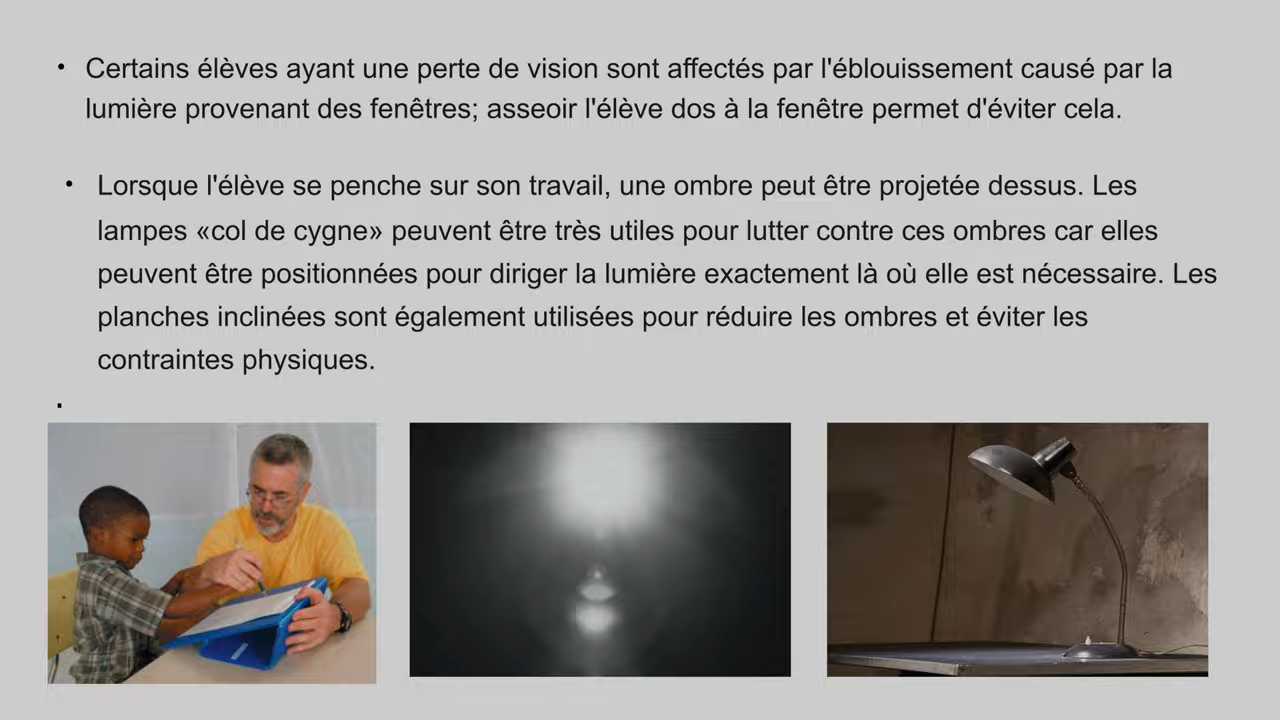 • Certains élèves ayant une perte de vision sont affectés par l'éblouissement causé par la
lumière provenant des fenêtres; asseoir l'élève dos à la fenêtre permet d'éviter cela.
• Lorsque l'élève se penche sur son travail, une ombre peut être projetée dessus. Les
lampes «col de cygne» peuvent être très utiles pour lutter contre ces ombres car elles
peuvent être positionnées pour diriger la lumière exactement là où elle est nécessaire. Les
planches inclinées sont également utilisées pour réduire les ombres et éviter les
contraintes physiques.
.